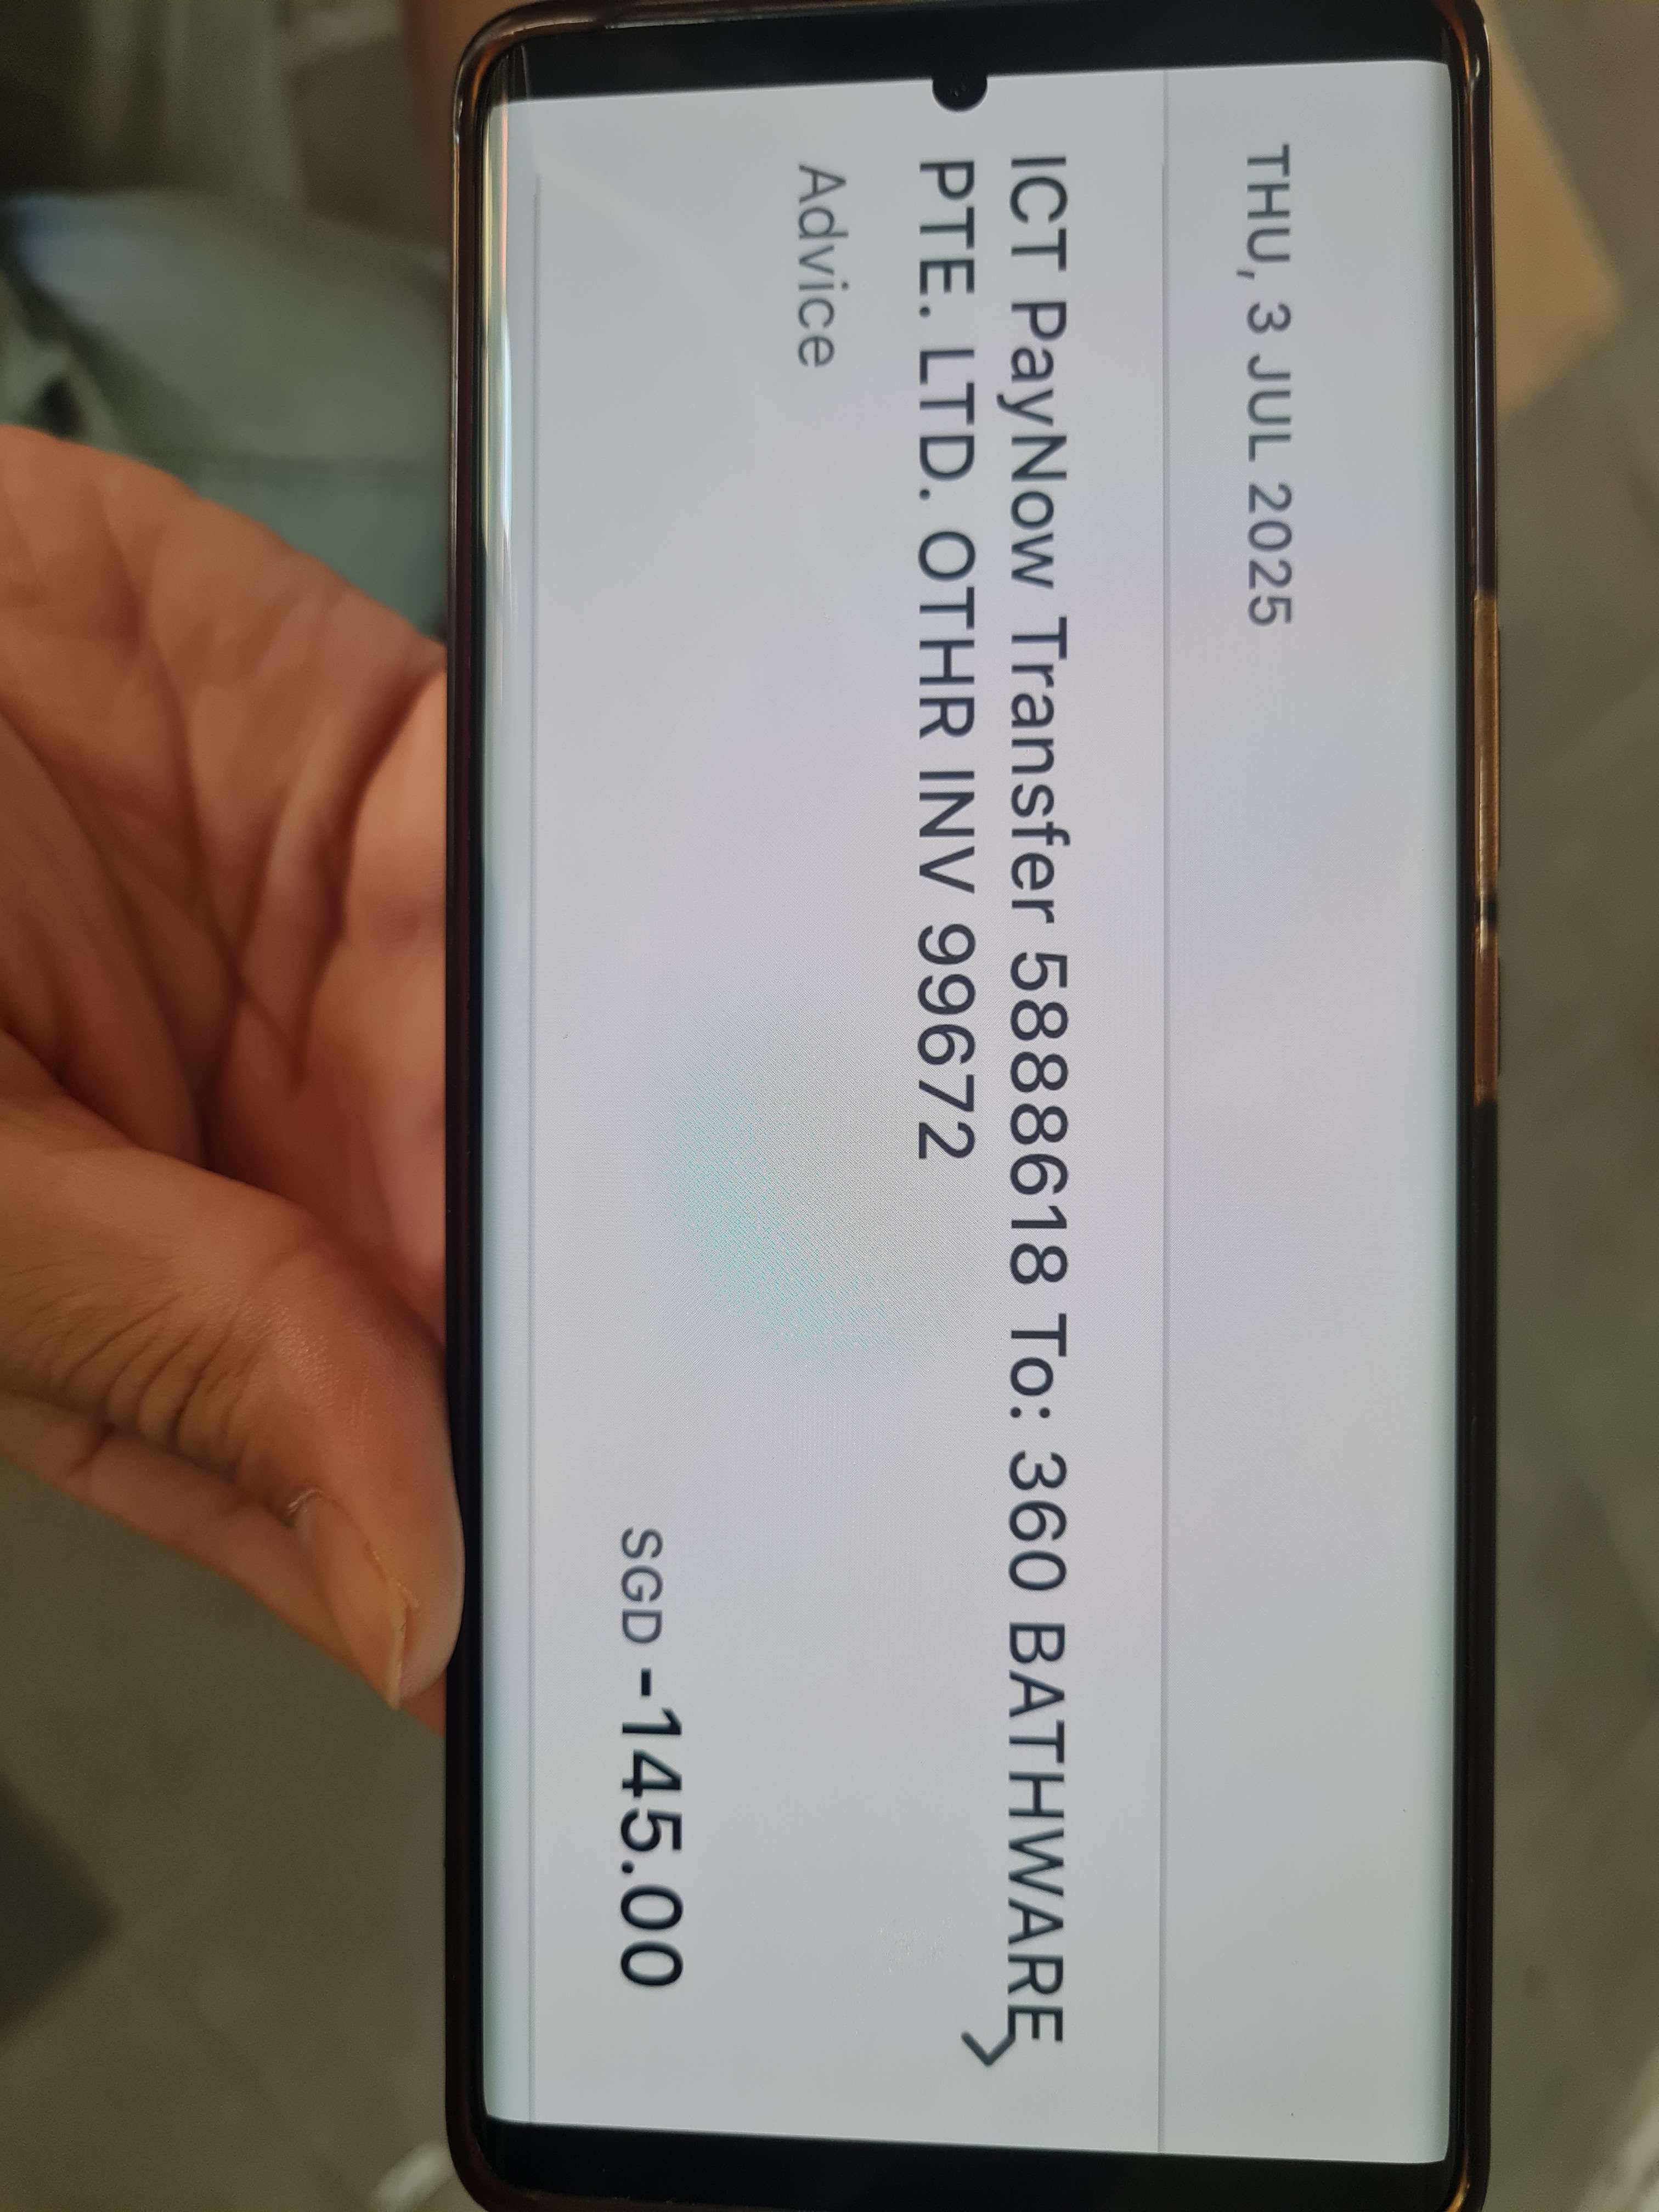 THU, 3 JUL 2025
ICT PayNow Transfer 5888618 To: 360 BATHWARE
PTE. LTD. OTHR INV 99672
Advice
SGD -145.00